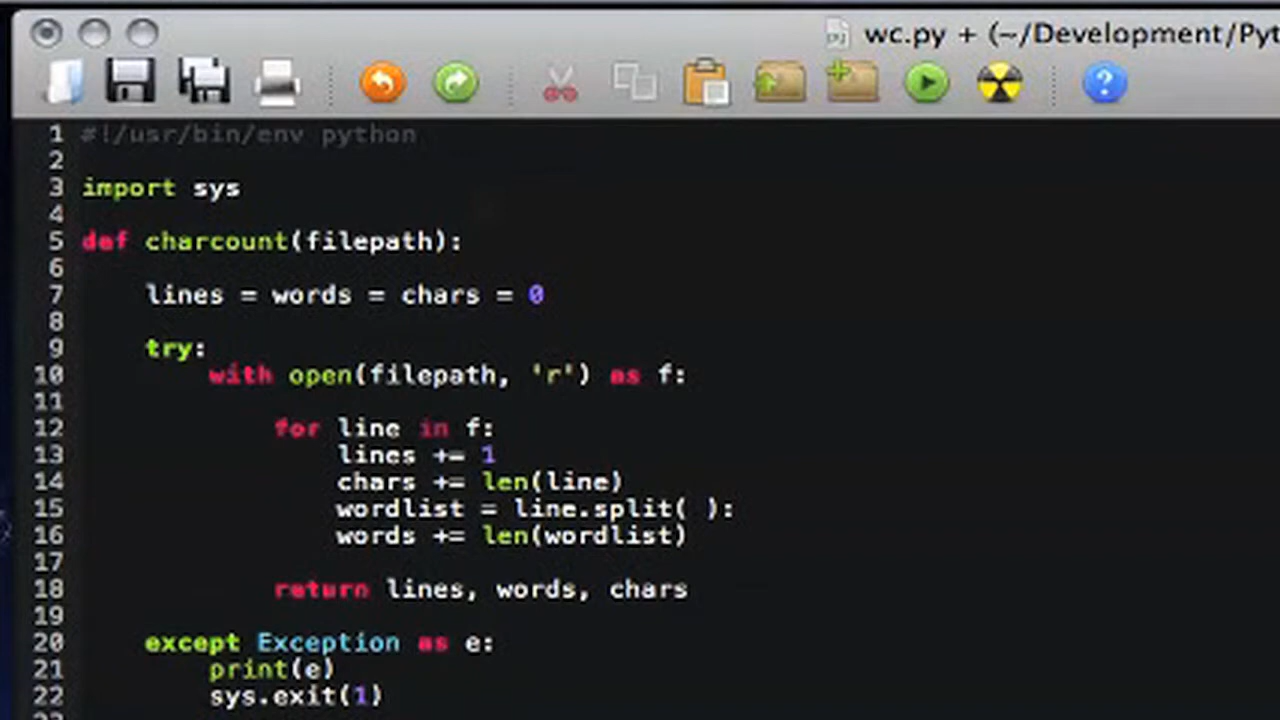 wc.py + (~/Development/Pyt
1 #!/usr/bin/env python
2
3 import sys
4
5 def charcount(filepath):
6
7 lines = words = chars = 0
8
9 try:
10 with open(filepath, 'r') as f:
11
12 for line in f:
13 lines += 1
14 chars += len(line)
15 wordlist = line.split( ):
16 words += len(wordlist)
17
18 return lines, words, chars
19
20 except Exception as e:
21 print(e)
22 sys.exit(1)